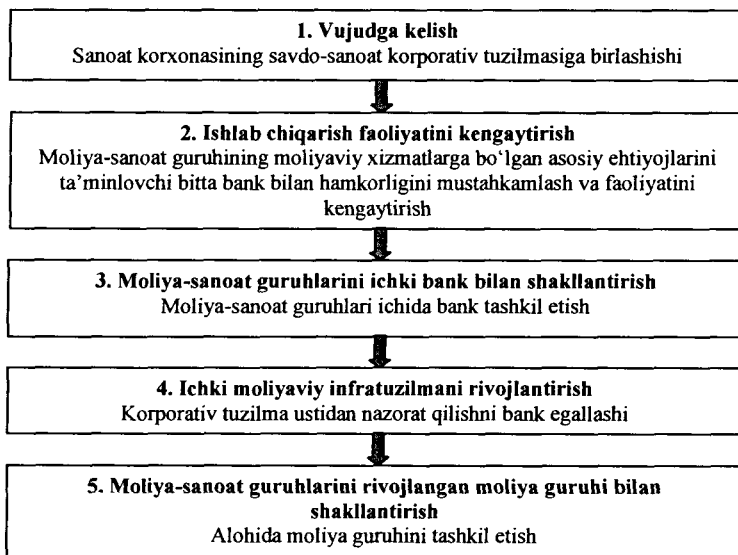 1. Vujudga kelish
Sanoat korxonasining savdo-sanoat korporativ tuzilmasiga birlashishi
2. Ishlab chiqarish faoliyatini kengaytirish
Moliya-sanoat guruhining moliyaviy xizmatlarga bo‘lgan asosiy ehtiyojlarini
ta’minlovchi bitta bank bilan hamkorligini mustahkamlash va faoliyatini
kengaytirish
3. Moliya-sanoat guruhlarini ichki bank bilan shakllantirish
Moliya-sanoat guruhlari ichida bank tashkil etish
4. Ichki moliyaviy infratuzilmani rivojlantirish
Korporativ tuzilma ustidan nazorat qilishni bank egallashi
5. Moliya-sanoat guruhlarini rivojlangan moliya guruhi bilan
shakllantirish
Alohida moliya guruhini tashkil etish